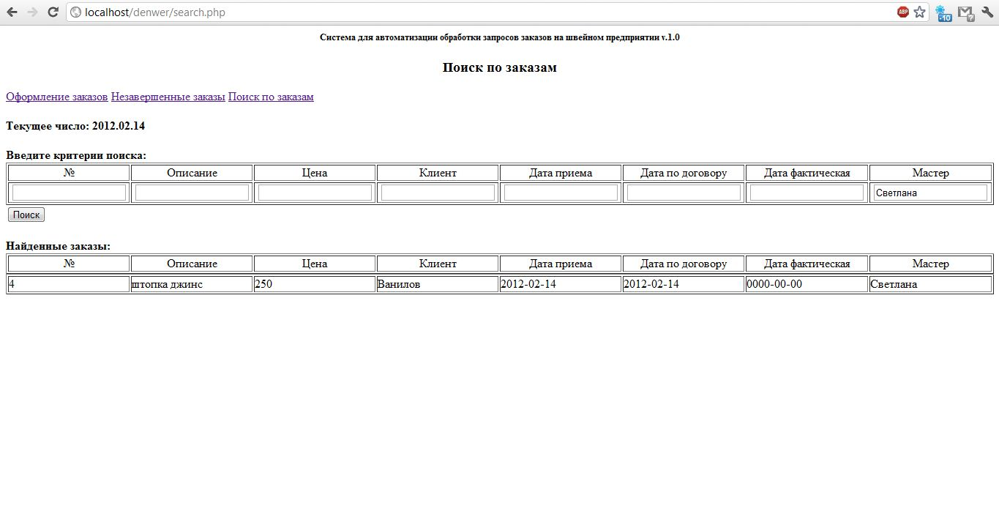 localhost/denwer/search.php
ABP
-10
?
Система для автоматизации обработки запросов заказов на швейном предприятии v.1.0
Поиск по заказам
Оформление заказов Незавершенные заказы Поиск по заказам
Текущее число: 2012.02.14
Введите критерии поиска:
№ Описание Цена Клиент Дата приема Дата по договору Дата фактическая Мастер
Светлана
Поиск
Найденные заказы:
№ Описание Цена Клиент Дата приема Дата по договору Дата фактическая Мастер
4 штопка джинс 250 Ванилов 2012-02-14 2012-02-14 0000-00-00 Светлана